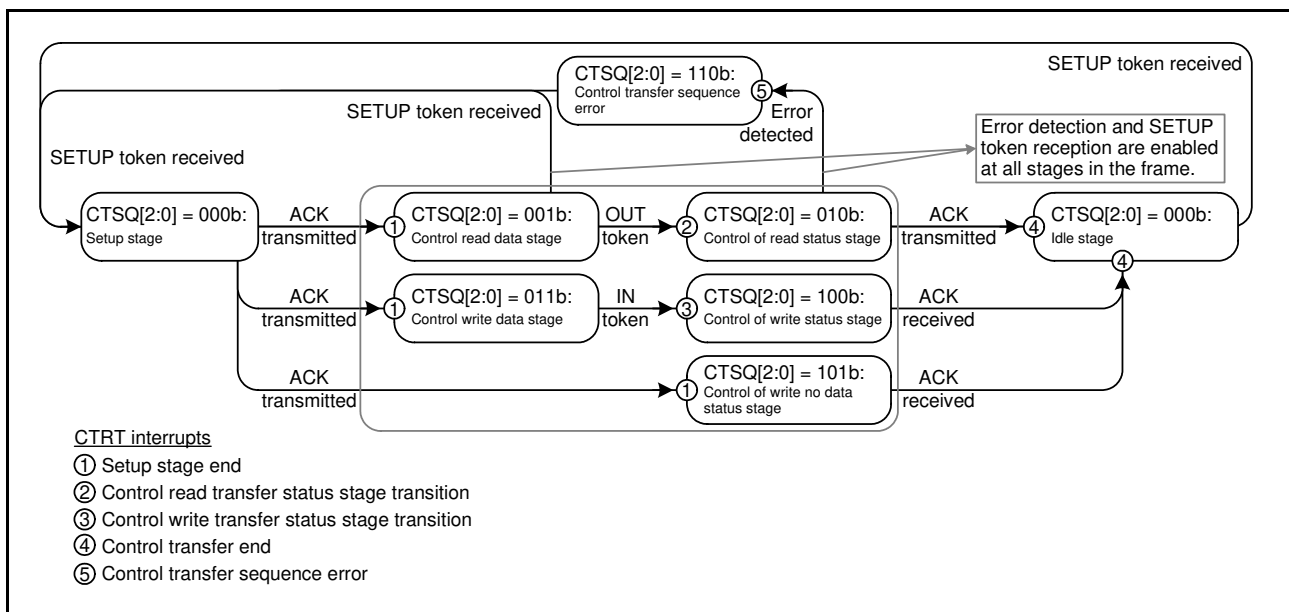 CTSQ[2:0] = 110b:
Control transfer sequence
error
⑤
SETUP token received
SETUP token received
Error
detected
Error detection and SETUP
token reception are enabled
at all stages in the frame.
SETUP token received
CTSQ[2:0] = 000b:
Setup stage
ACK
transmitted
①
CTSQ[2:0] = 001b:
Control read data stage
OUT
token
②
CTSQ[2:0] = 010b:
Control of read status stage
ACK
transmitted
④
CTSQ[2:0] = 000b:
Idle stage
④
ACK
transmitted
①
CTSQ[2:0] = 011b:
Control write data stage
IN
token
③
CTSQ[2:0] = 100b:
Control of write status stage
ACK
received
ACK
transmitted
①
CTSQ[2:0] = 101b:
Control of write no data
status stage
ACK
received
CTRT interrupts
① Setup stage end
② Control read transfer status stage transition
③ Control write transfer status stage transition
④ Control transfer end
⑤ Control transfer sequence error